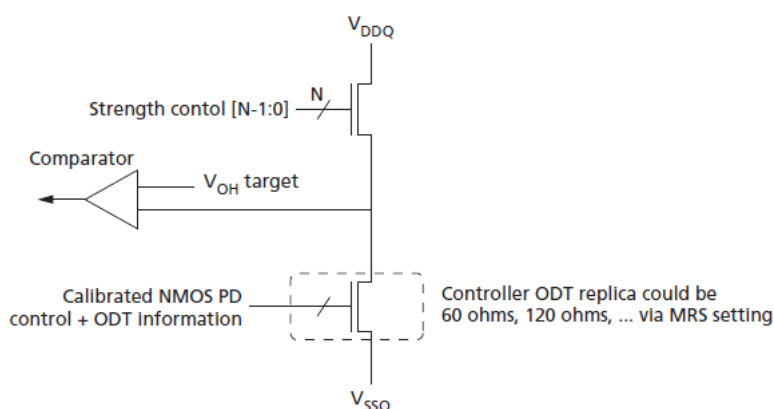 VDDQ
N
Strength contol [N-1:0]
Comparator
VOH target
Calibrated NMOS PD
control + ODT information
Controller ODT replica could be
60 ohms, 120 ohms, ... via MRS setting
VSSQ